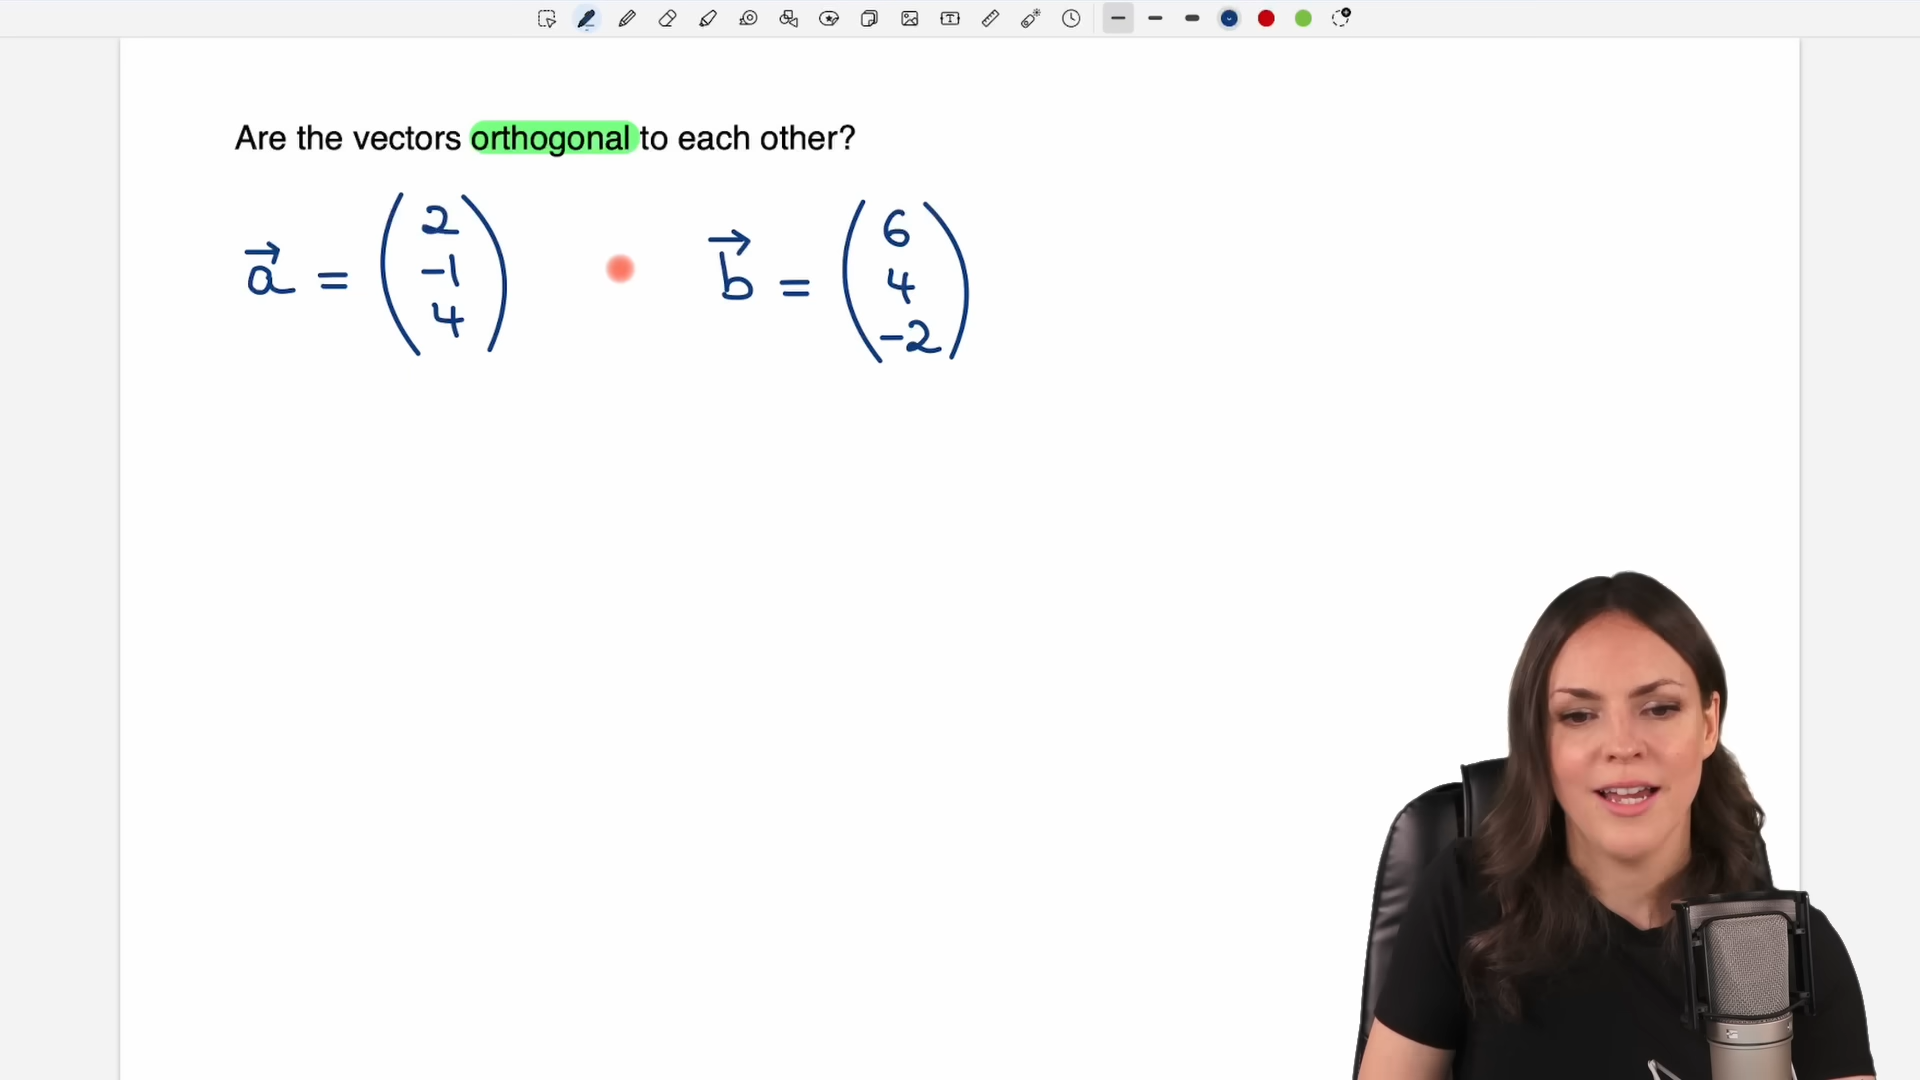 Are the vectors orthogonal to each other?
a⃗ = (2 -1 4) b⃗ = (6 4 -2)